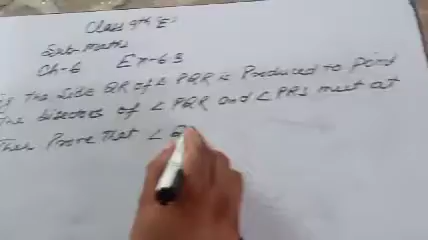 Class 9th E
Sub-maths
Ch-6 Ex-6.3
If The Side QR of ∠ PQR is Produced to Point
The bisectors of ∠ PQR and ∠ PRS meet at
Then Prove That ∠